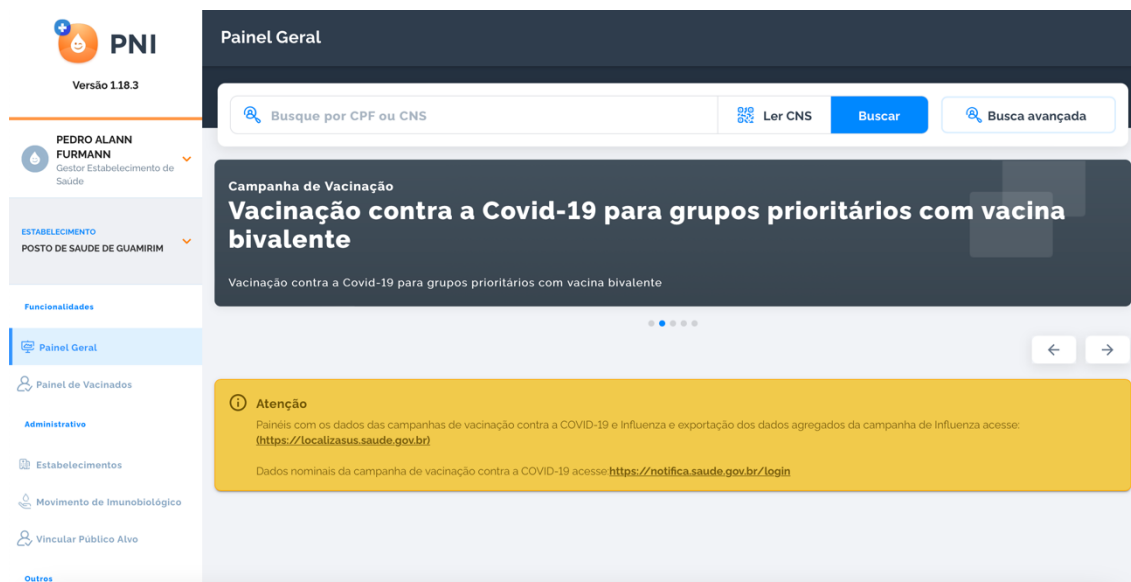 PNI
Versão 1.18.3
PEDRO ALANN
FURMANN
Gestor Estabelecimento de
Saúde
ESTABELECIMENTO
POSTO DE SAUDE DE GUAMIRIM
Funcionalidades
Painel Geral
Painel de Vacinados
Administrativo
Estabelecimentos
Movimento de Imunobiológico
Vincular Público Alvo
Outros
Painel Geral
Busque por CPF ou CNS
Ler CNS
Buscar
Busca avançada
Campanha de Vacinação
Vacinação contra a Covid-19 para grupos prioritários com vacina
bivalente
Vacinação contra a Covid-19 para grupos prioritários com vacina bivalente
Atenção
Painéis com os dados das campanhas de vacinação contra a COVID-19 e Influenza e exportação dos dados agregados da campanha de Influenza acesse:
(https://localizasus.saude.gov.br)
Dados nominais da campanha de vacinação contra a COVID-19 acesse:https://notifica.saude.gov.br/login